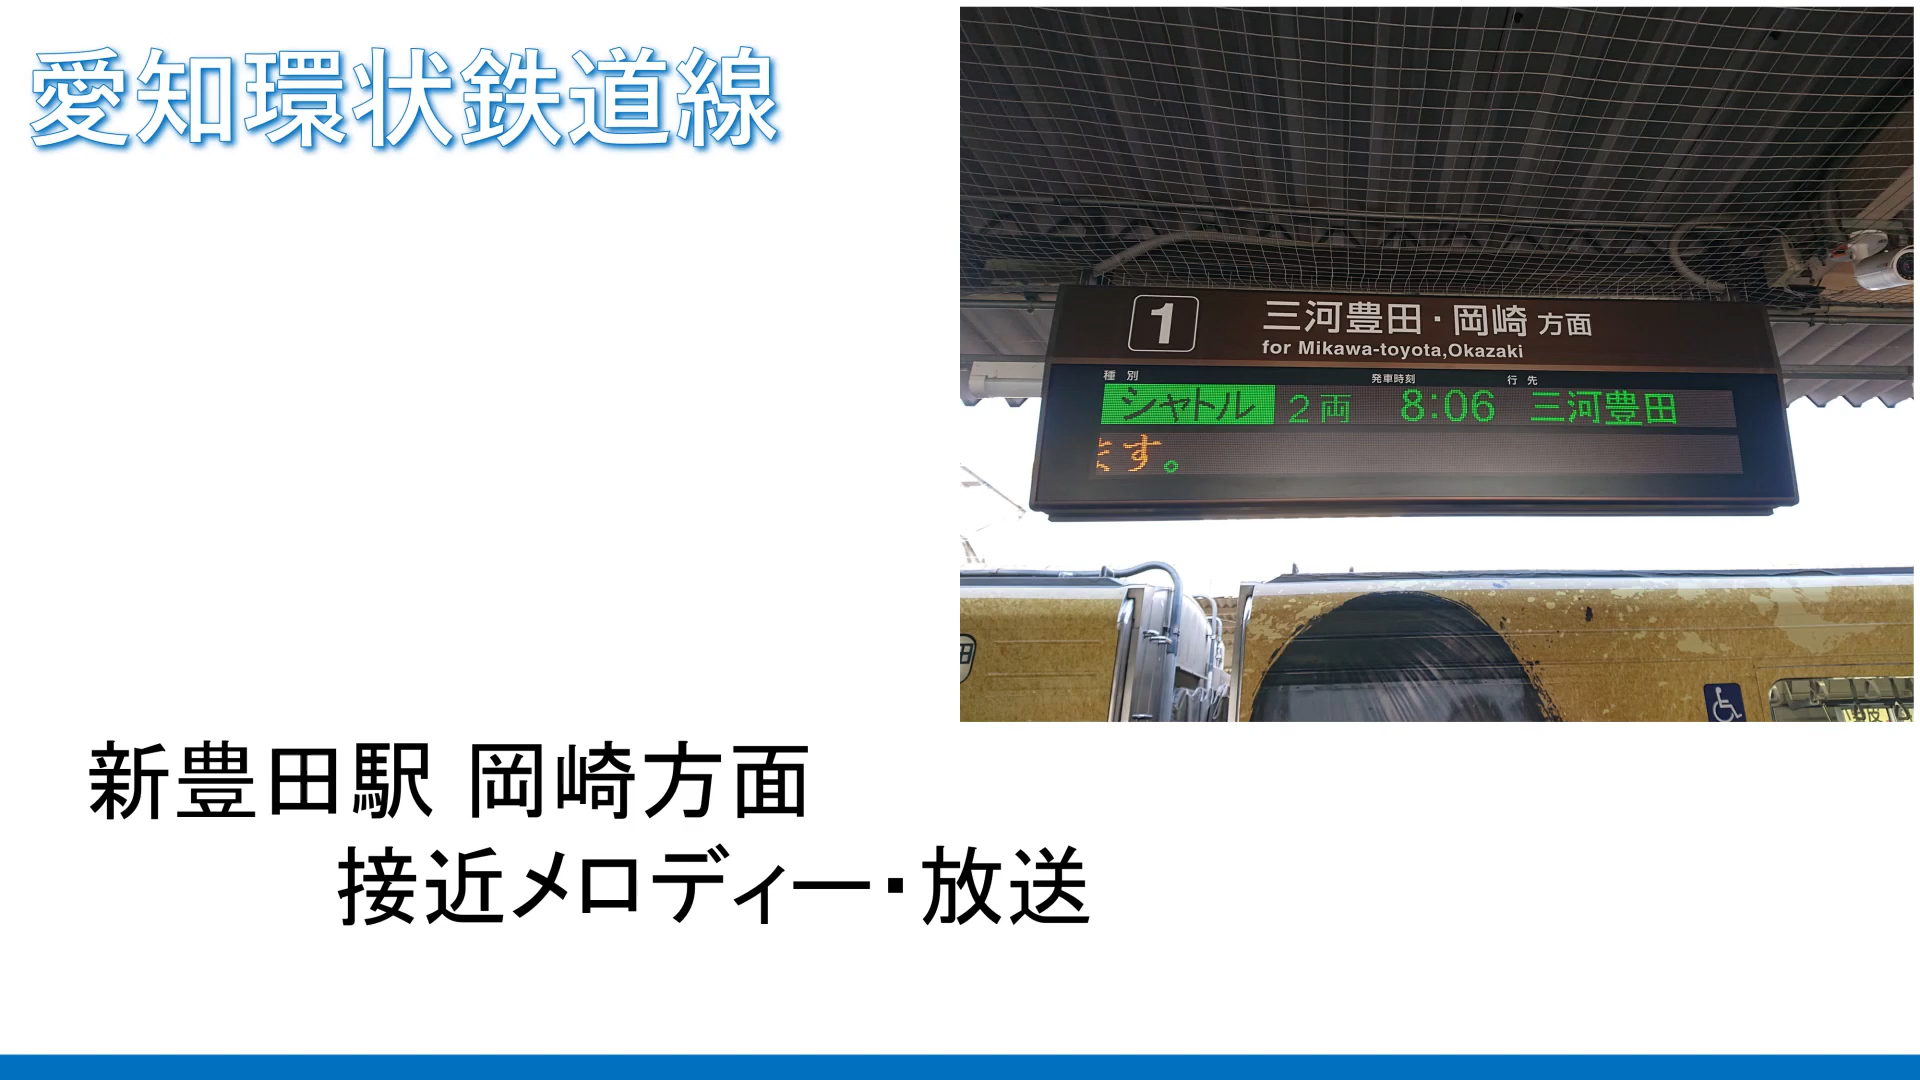 愛知環状鉄道線
1
三河豊田・岡崎 方面
for Mikawa-toyota,Okazaki
種別 発車時刻 行先
シャトル 2両 8:06 三河豊田
ます。
新豊田駅 岡崎方面
接近メロディー・放送